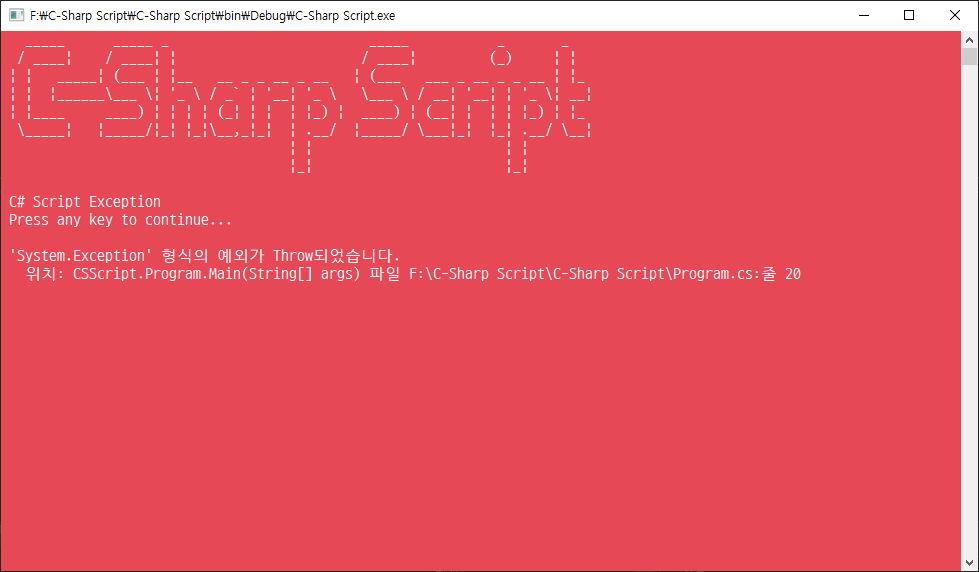 F:\C-Sharp Script\C-Sharp Script\bin\Debug\C-Sharp Script.exe
C-Sharp Script
C# Script Exception
Press any key to continue...
'System.Exception' 형식의 예외가 Throw되었습니다.
위치: CSScript.Program.Main(String[] args) 파일 F:\C-Sharp Script\C-Sharp Script\Program.cs:줄 20